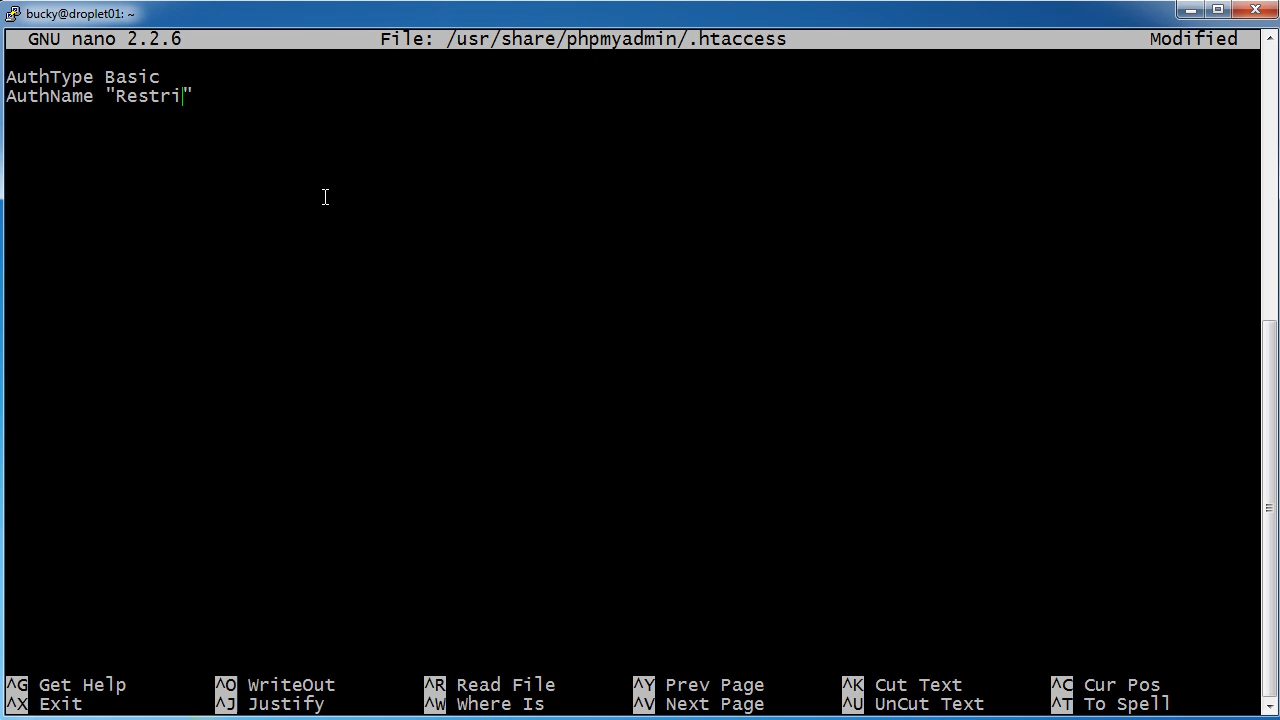 bucky@droplet01: ~
GNU nano 2.2.6 File: /usr/share/phpmyadmin/.htaccess Modified
AuthType Basic
AuthName "Restri"
^G Get Help ^O WriteOut ^R Read File ^Y Prev Page ^K Cut Text ^C Cur Pos
^X Exit ^J Justify ^W Where Is ^V Next Page ^U UnCut Text ^T To Spell